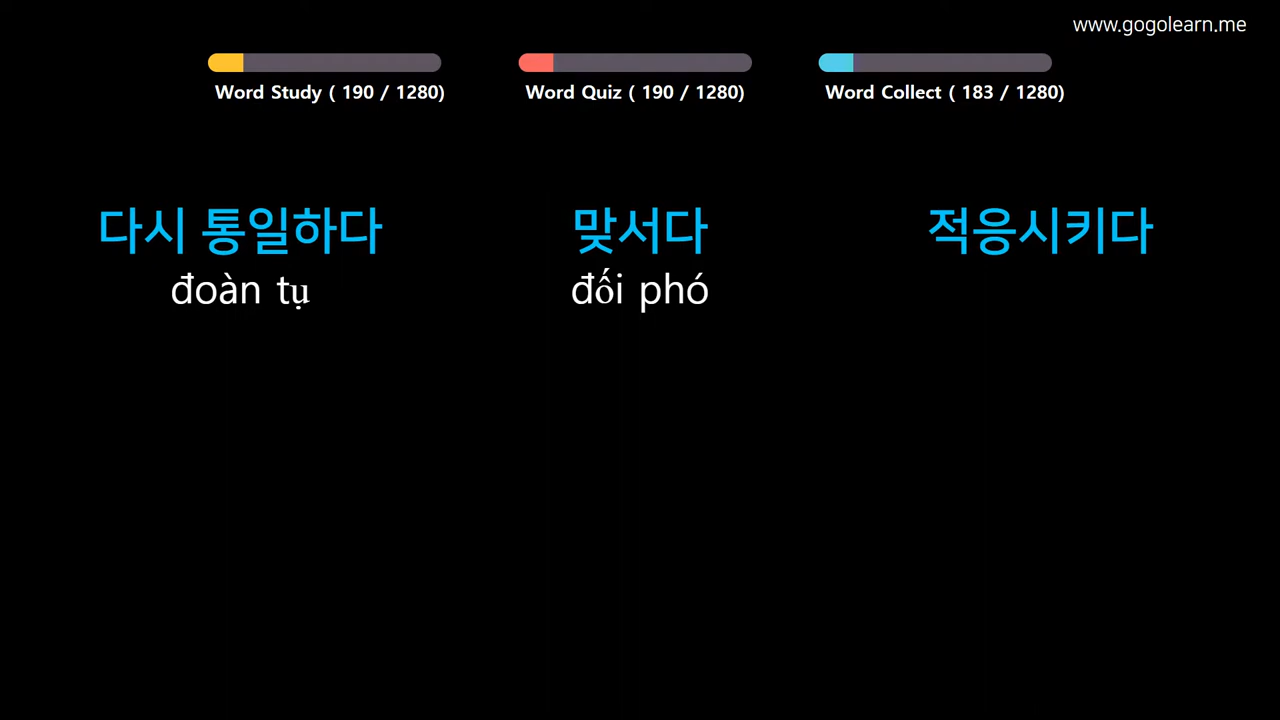 www.gogolearn.me
Word Study ( 190 / 1280)
Word Quiz ( 190 / 1280)
Word Collect ( 183 / 1280)
다시 통일하다
đoàn tụ
맞서다
đối phó
적응시키다